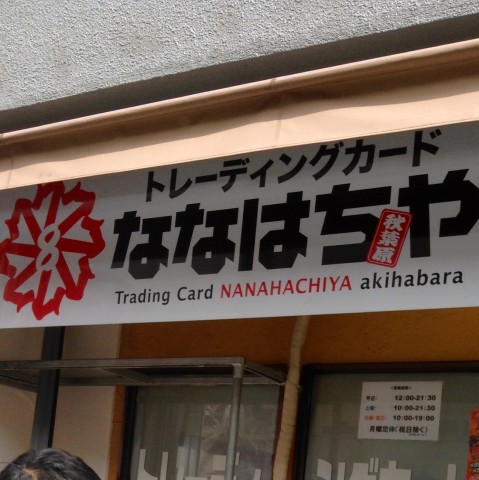 トレーディングカード
ななはちや
秋葉原
8
Trading Card NANAHACHIYA akihabara
12:00-21:30
10:00-21:30
10:00-19:00
月曜定休(祝日除く)